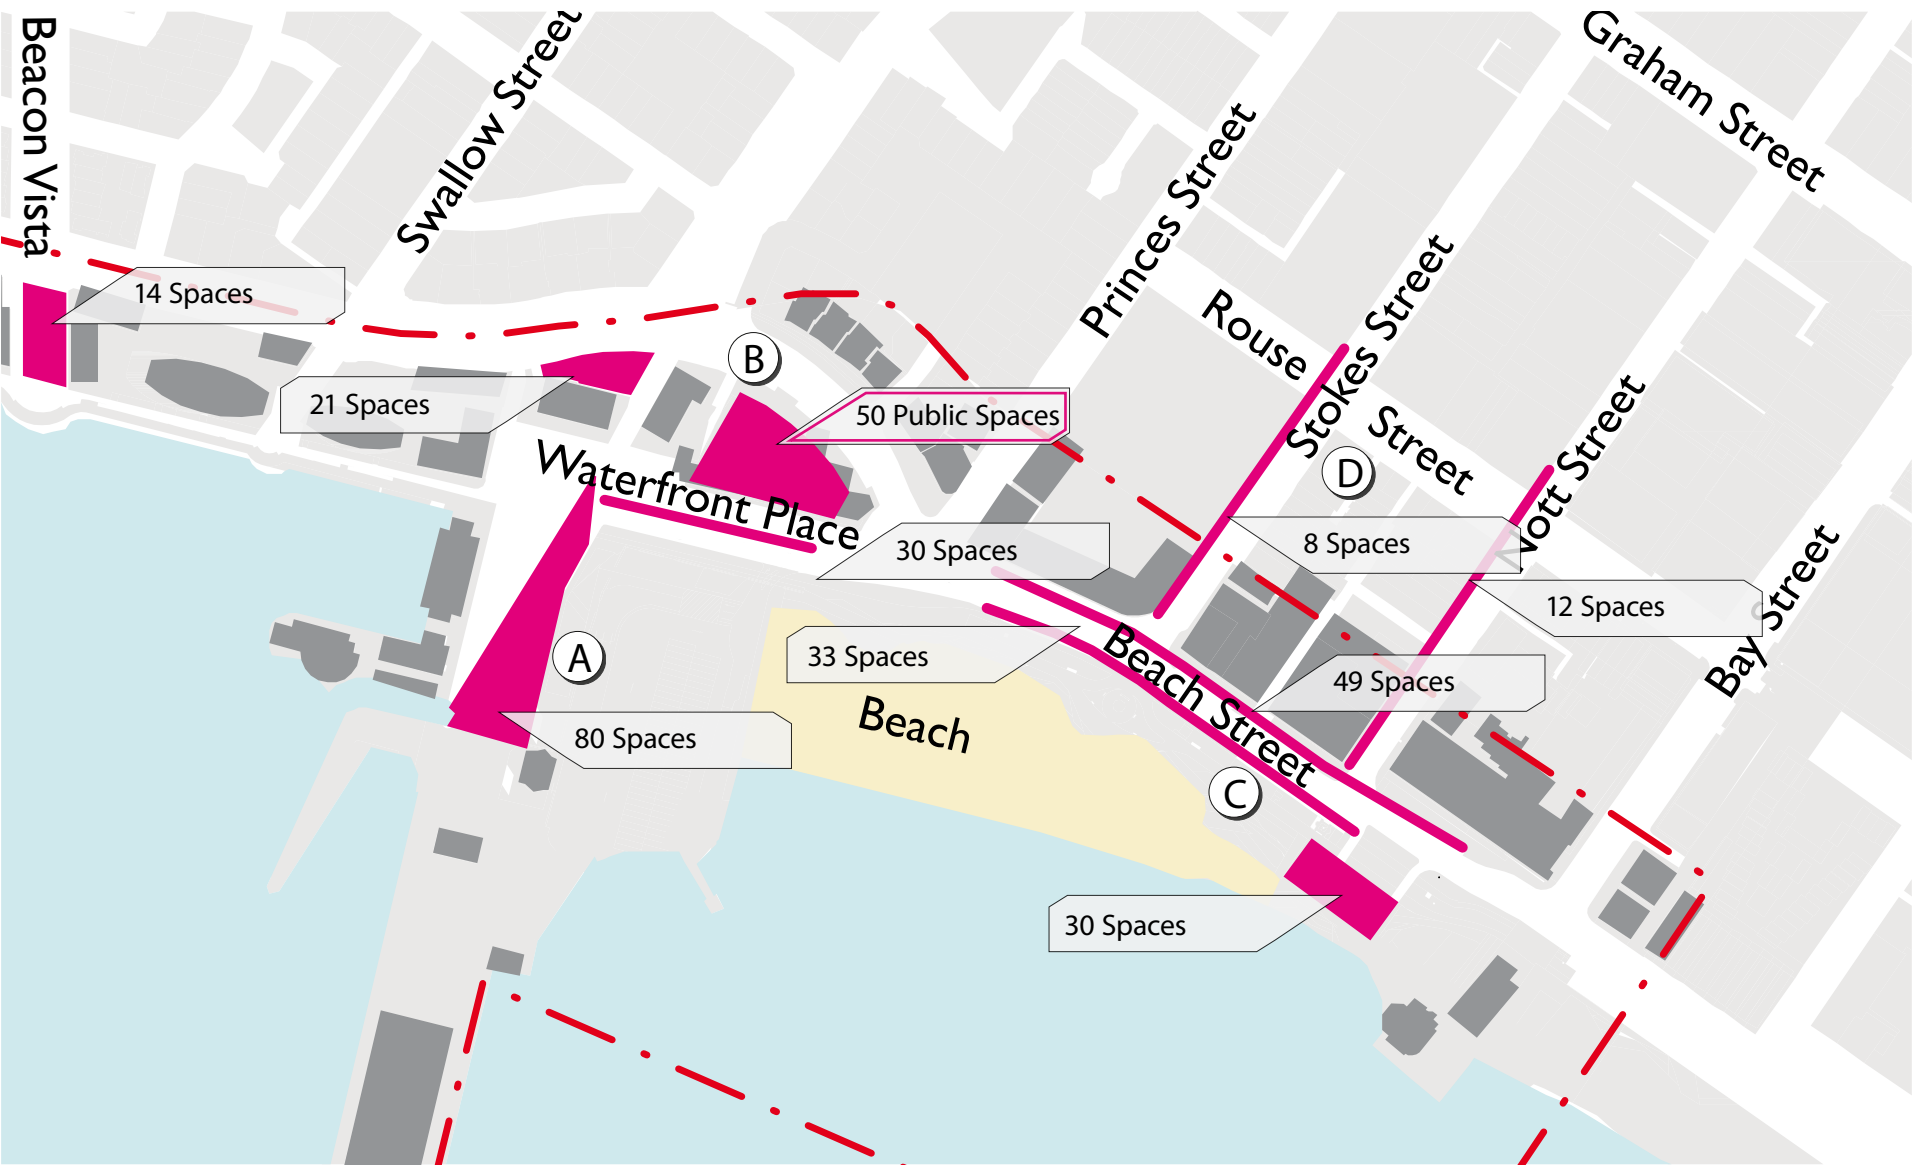 Beacon Vista
Swallow Street
Graham Street
Princes Street
14 Spaces
Rouse
Street
Stokes Street
B
21 Spaces
50 Public Spaces
Nott Street
D
Waterfront Place
30 Spaces
8 Spaces
12 Spaces
Bay Street
A
33 Spaces
Beach Street
49 Spaces
Beach
80 Spaces
C
30 Spaces